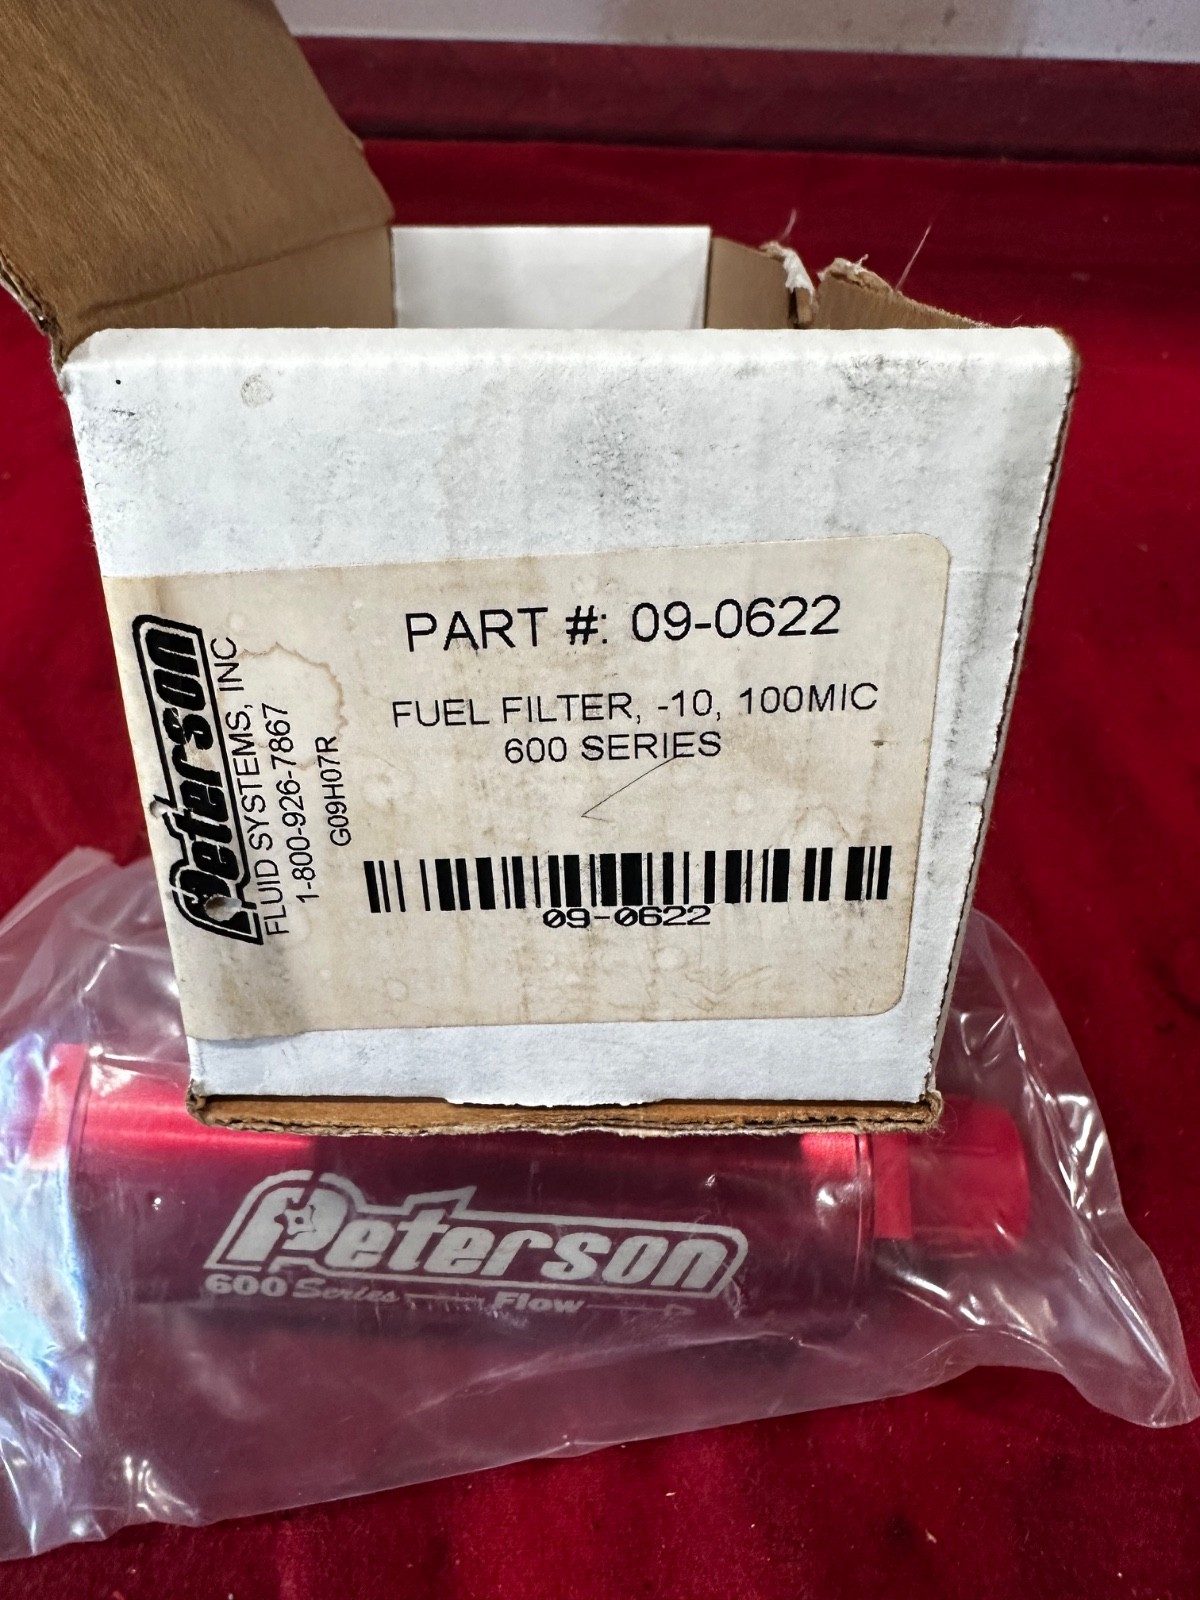 PART #: 09-0622
FUEL FILTER, -10, 100MIC
600 SERIES
09-0622
Peterson
FLUID SYSTEMS, INC
1-800-926-7867
G09H07R
Peterson
600 Series Flow